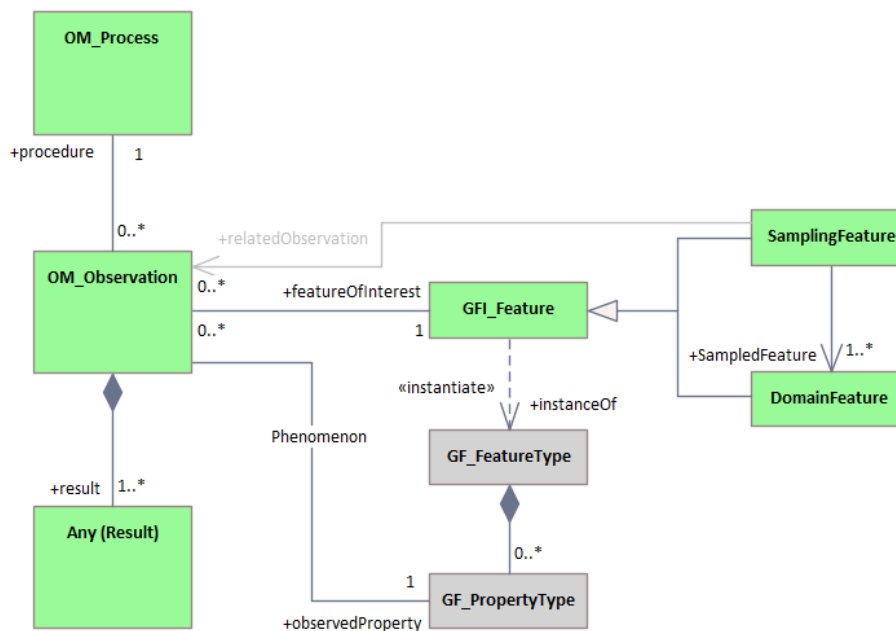 OM_Process
+procedure
1
0..*
+relatedObservation
SamplingFeature
OM_Observation
0..*
+featureOfInterest
GFI_Feature
0..*
1
+SampledFeature
1..*
«instantiate»
+instanceOf
DomainFeature
Phenomenon
GF_FeatureType
+result
1..*
Any (Result)
0..*
1
GF_PropertyType
+observedProperty